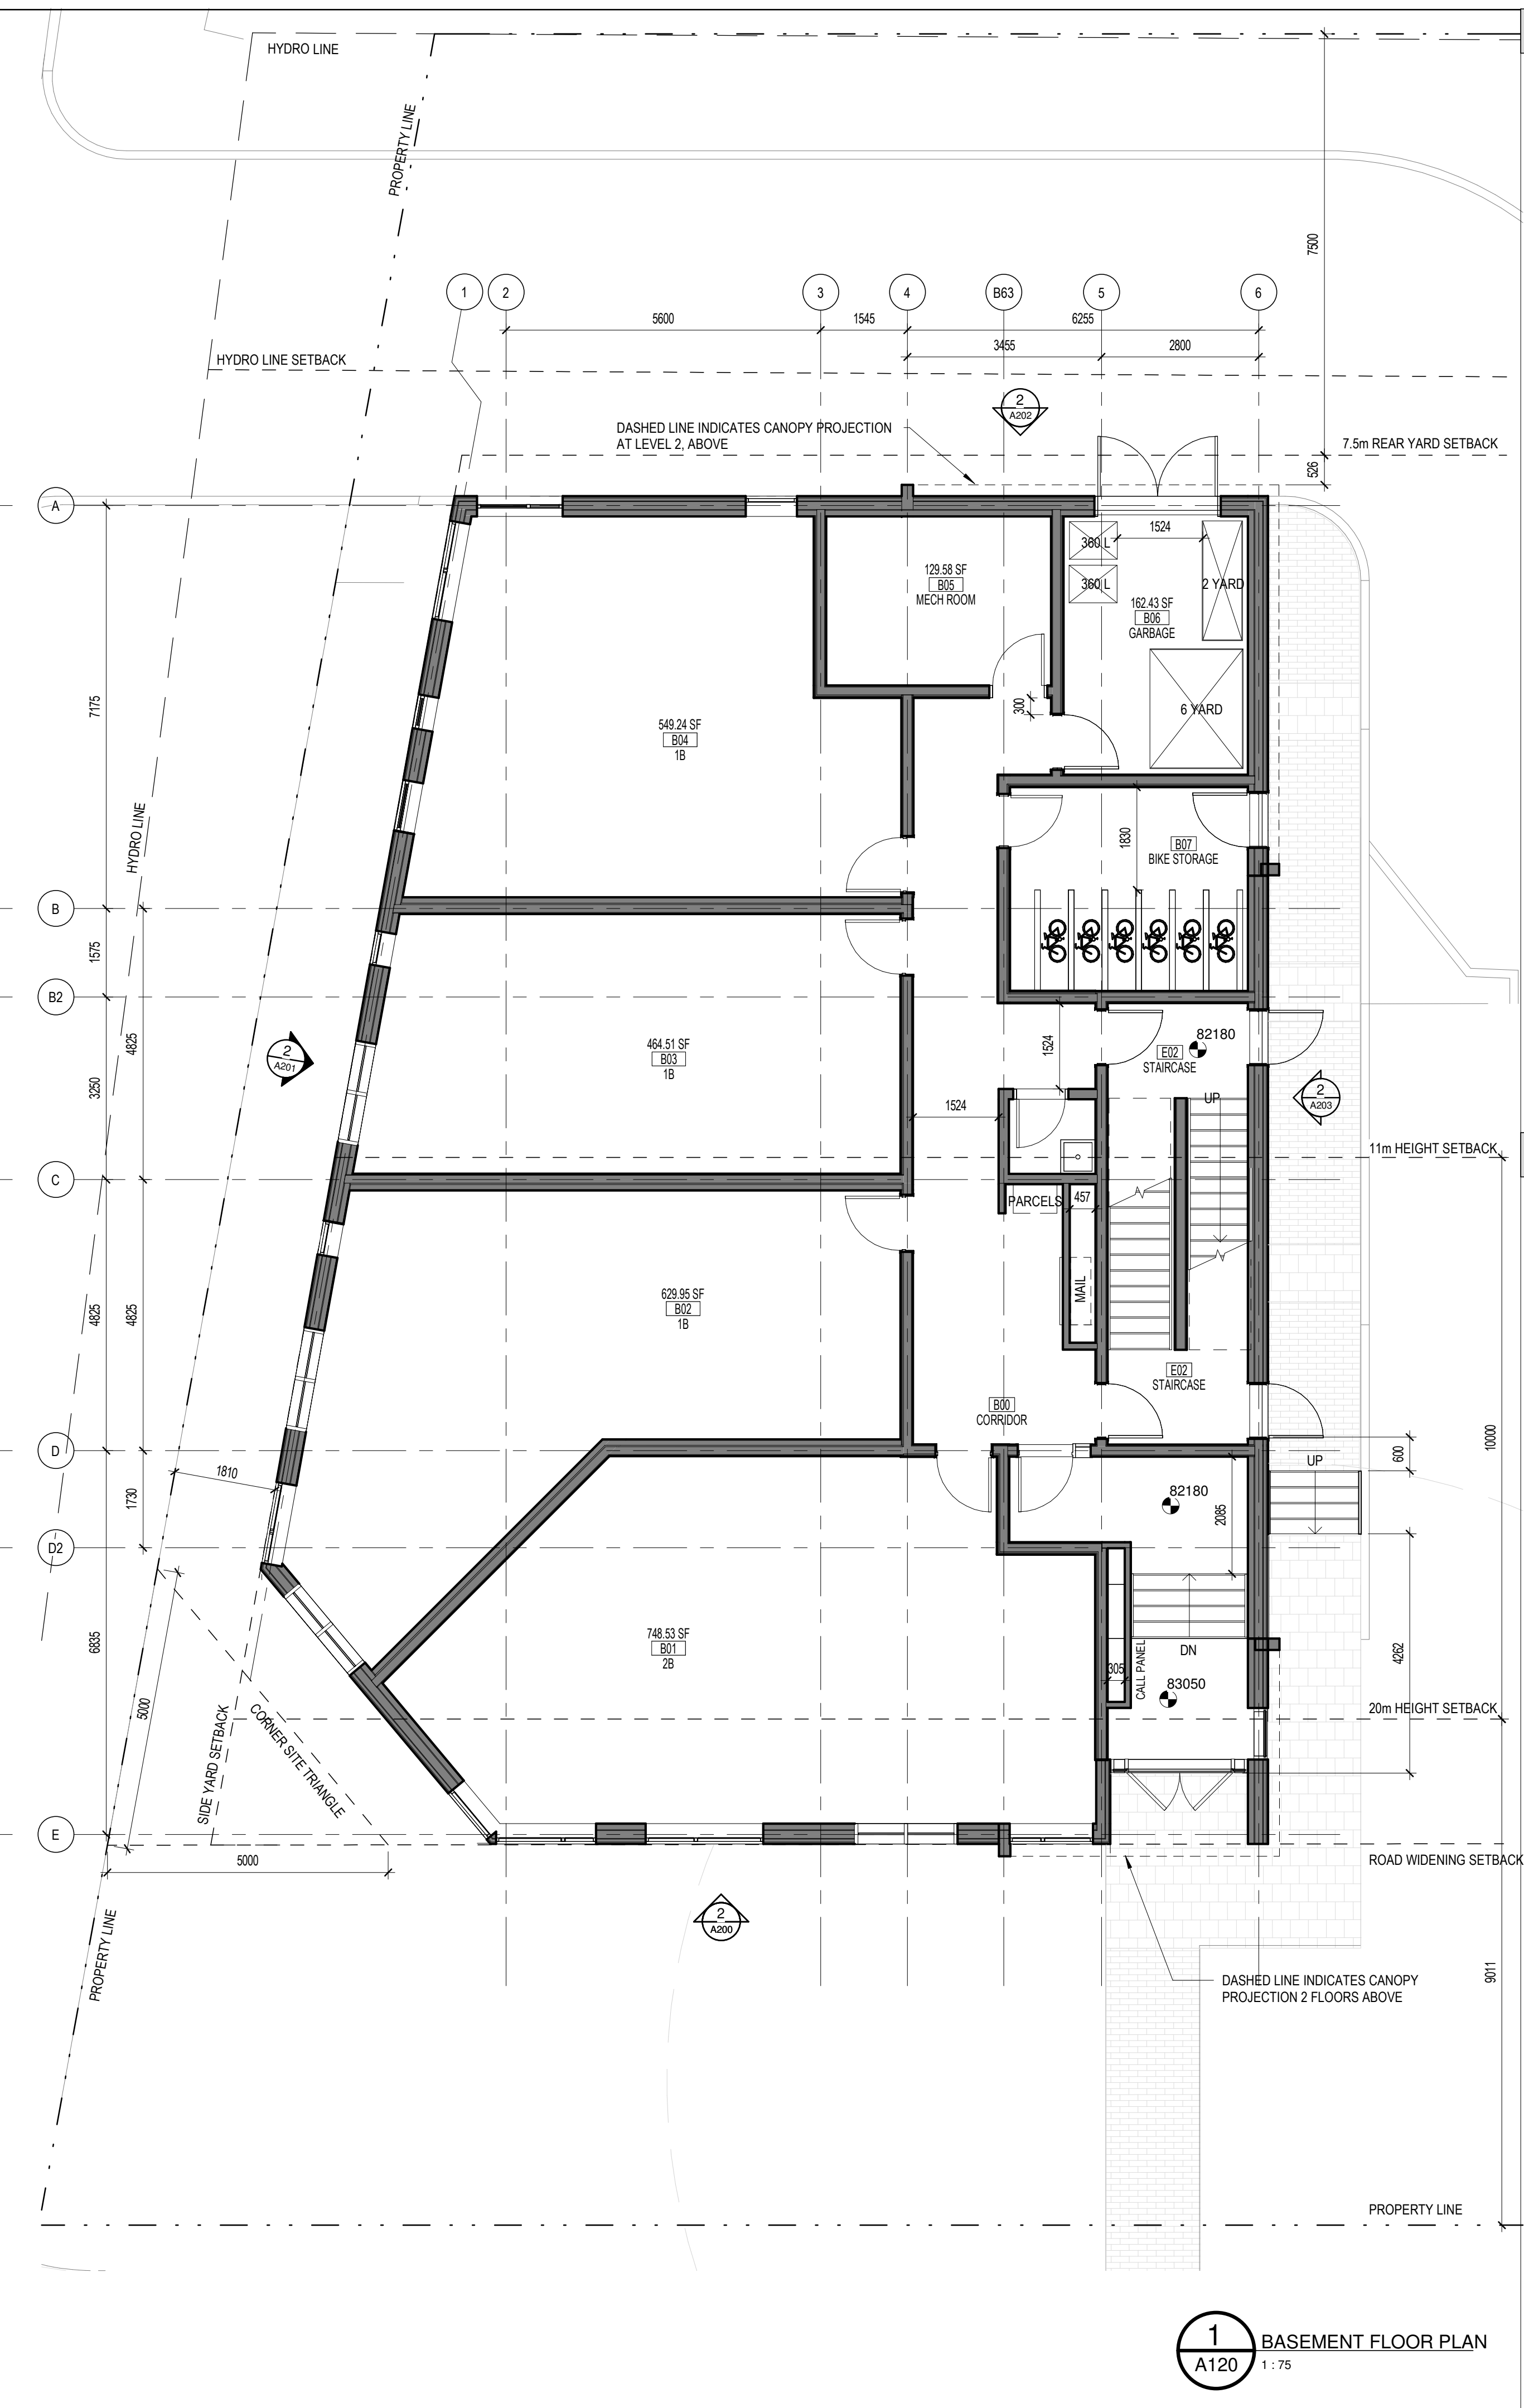 HYDRO LINE
PROPERTY LINE
7500
1
2
3
4
B63
5
6
5600
1545
6255
3455
2800
HYDRO LINE SETBACK
2
A202
DASHED LINE INDICATES CANOPY PROJECTION
AT LEVEL 2, ABOVE
7.5m REAR YARD SETBACK
526
A
1524
360 L
360 L
2 YARD
129.58 SF
B05
MECH ROOM
162.43 SF
B06
GARBAGE
7175
300
6 YARD
549.24 SF
B04
1B
HYDRO LINE
1830
B07
BIKE STORAGE
B
1575
B2
4825
3250
2
A201
464.51 SF
B03
1B
1524
82180
E02
STAIRCASE
UP
2
A203
1524
11m HEIGHT SETBACK
C
PARCELS
457
MAIL
629.95 SF
B02
1B
4825
4825
E02
STAIRCASE
B00
CORRIDOR
10000
D
600
UP
1810
1730
82180
2085
D2
6835
748.53 SF
B01
2B
DN
305
CALL PANEL
83050
4262
5000
SIDE YARD SETBACK
CORNER SITE TRIANGLE
20m HEIGHT SETBACK
E
5000
ROAD WIDENING SETBACK
2
A200
PROPERTY LINE
DASHED LINE INDICATES CANOPY
PROJECTION 2 FLOORS ABOVE
9011
PROPERTY LINE
1
A120
BASEMENT FLOOR PLAN
1 : 75